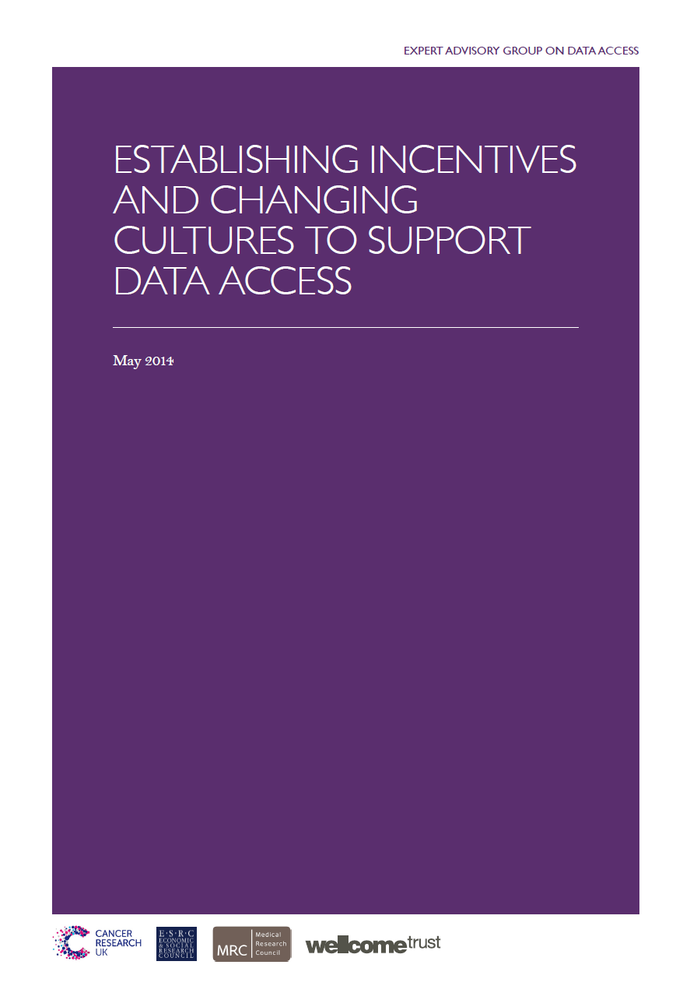 EXPERT ADVISORY GROUP ON DATA ACCESS
ESTABLISHING INCENTIVES
AND CHANGING
CULTURES TO SUPPORT
DATA ACCESS
May 2014
CANCER
RESEARCH
UK
E·S·R·C
ECONOMIC
& SOCIAL
RESEARCH
COUNCIL
MRC
Medical
Research
Council
wellcometrust